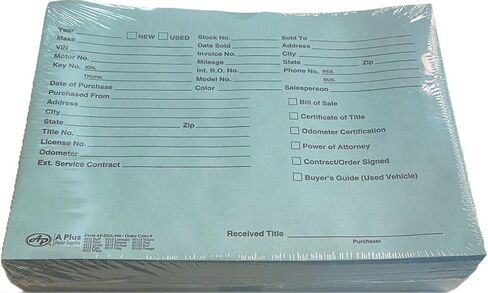 Year ☐ NEW ☐ USED Stock No. Sold To
Make Date Sold Address
VIN Invoice No. City
Motor No. Mileage State Zip
Key No. IGN. Int. R.O. No. Phone No. RES.
TRUNK Model No. BUS.
Date of Purchase Color Salesperson
Purchased From
Address
City
State Zip
Title No.
License No.
Odometer
Ext. Service Contract
☐ Bill of Sale
☐ Certificate of Title
☐ Odometer Certification
☐ Power of Attorney
☐ Contract/Order Signed
☐ Buyer's Guide (Used Vehicle)
AP A Plus
Dealer Supplies
Received Title
Purchaser